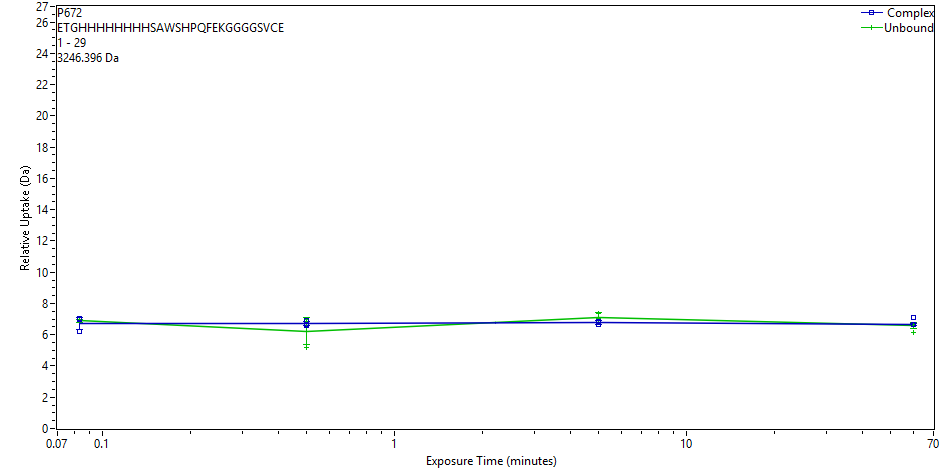 P672
ETGHHHHHHHHSAWSHPQFEKGGGGSVCE
1 - 29
3246.396 Da
Complex
Unbound
27
26
24
22
20
18
16
14
12
10
8
6
4
2
0
Relative Uptake (Da)
0.07 0.1 1 10 70
Exposure Time (minutes)